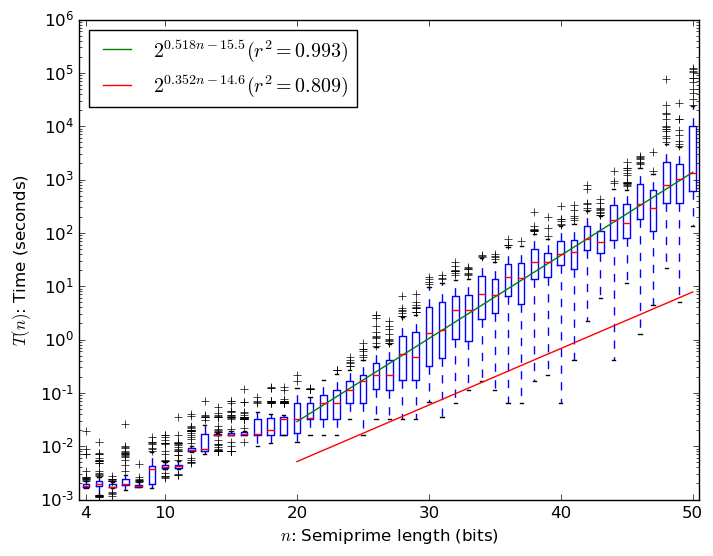 10^6
10^5
10^4
10^3
10^2
10^1
10^0
10^-1
10^-2
10^-3
2^{0.518n−15.5}(r^2 = 0.993)
2^{0.352n−14.6}(r^2 = 0.809)
T(n): Time (seconds)
4 10 20 30 40 50
n: Semiprime length (bits)